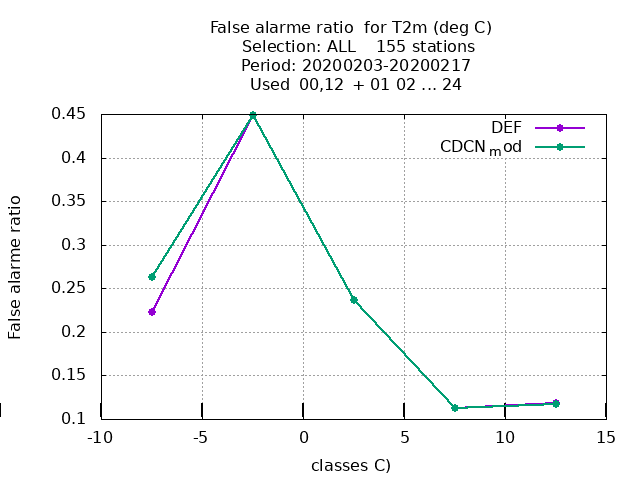 False alarme ratio  for T2m (deg C)
Selection: ALL    155 stations
Period: 20200203-20200217
Used  00,12  + 01 02 ... 24
DEF
CDCNmod
0.45
0.4
0.35
0.3
0.25
0.2
0.15
0.1
False alarme ratio
-10 -5 0 5 10 15
classes C)